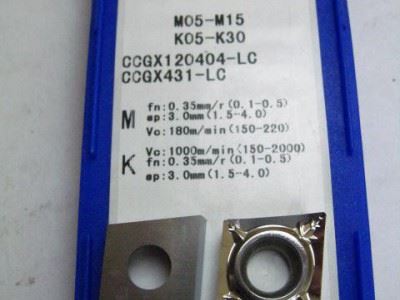 M05-M15
K05-K30
CCGX120404-LC
CCGX431-LC
M
fn:0.35mm/r(0.1-0.5)
ap:3.0mm(1.5-4.0)
Vc:180m/min(150-220)
K
Vc:1000m/min(150-2000)
fn:0.35mm/r(0.1-0.5)
ap:3.0mm(1.5-4.0)